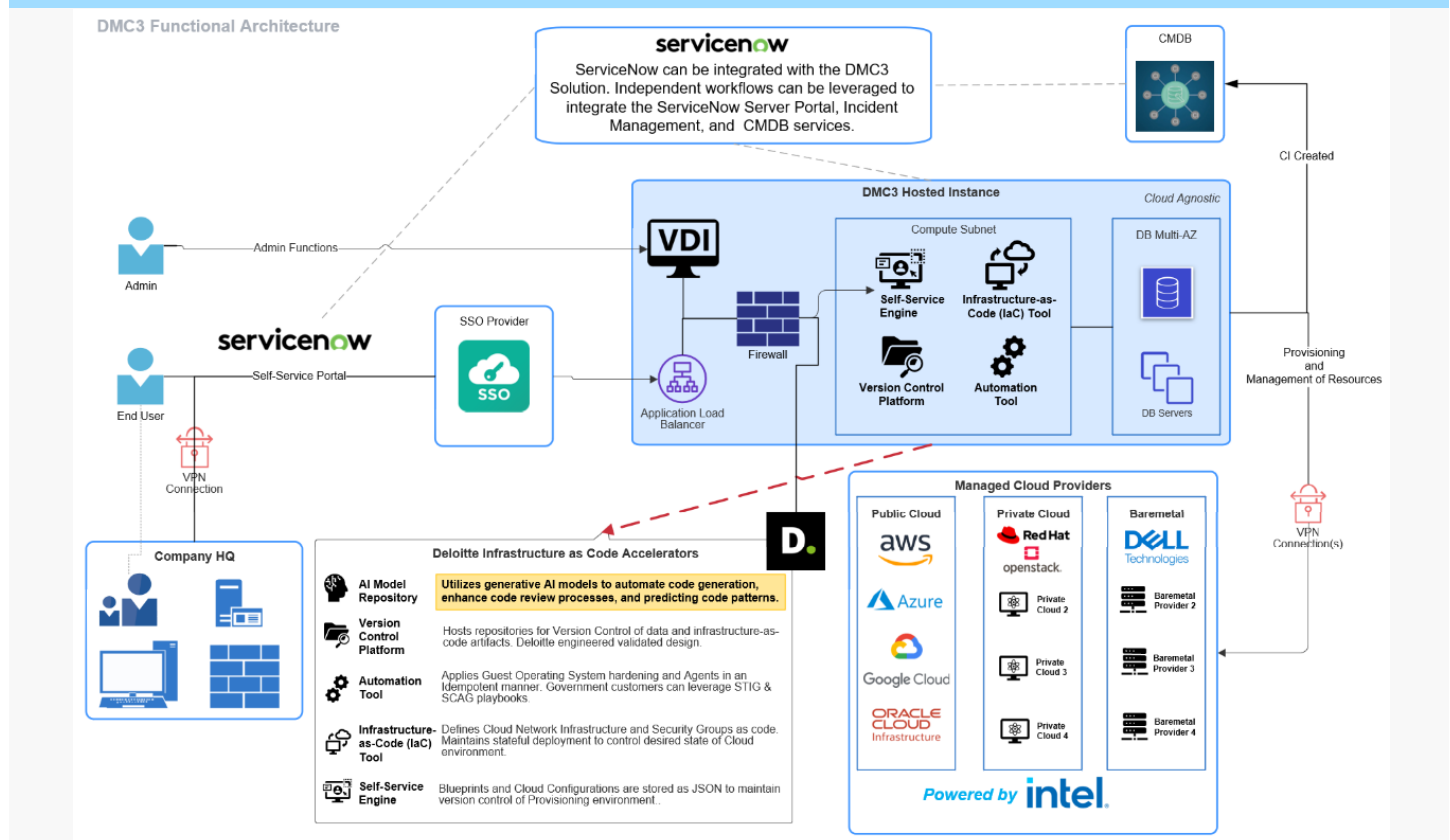 DMC3 Functional Architecture
servicenow
ServiceNow can be integrated with the DMC3
Solution. Independent workflows can be leveraged to
integrate the ServiceNow Server Portal, Incident
Management, and CMDB services.
CMDB
CI Created
DMC3 Hosted Instance
Cloud Agnostic
VDI
Compute Subnet
Self-Service
Engine
Infrastructure-as-
Code (IaC) Tool
Version Control
Platform
Automation
Tool
DB Multi-AZ
DB Servers
Firewall
Application Load
Balancer
Admin Functions
Admin
servicenow
SSO Provider
SSO
Self-Service Portal
End User
VPN
Connection
Provisioning
and
Management of Resources
VPN
Connection(s)
Company HQ
D.
Deloitte Infrastructure as Code Accelerators
AI Model
Repository
Utilizes generative AI models to automate code generation,
enhance code review processes, and predicting code patterns.
Version
Control
Platform
Hosts repositories for Version Control of data and infrastructure-as-
code artifacts. Deloitte engineered validated design.
Automation
Tool
Applies Guest Operating System hardening and Agents in an
Idempotent manner. Government customers can leverage STIG &
SCAG playbooks.
Infrastructure-
as-Code (IaC)
Tool
Defines Cloud Network Infrastructure and Security Groups as code.
Maintains stateful deployment to control desired state of Cloud
environment.
Self-Service
Engine
Blueprints and Cloud Configurations are stored as JSON to maintain
version control of Provisioning environment..
Managed Cloud Providers
Public Cloud
aws
Azure
Google Cloud
ORACLE
CLOUD
Infrastructure
Private Cloud
Red Hat
openstack.
Private
Cloud 2
Private
Cloud 3
Private
Cloud 4
Baremetal
DELL
Technologies
Baremetal
Provider 2
Baremetal
Provider 3
Baremetal
Provider 4
Powered by intel.